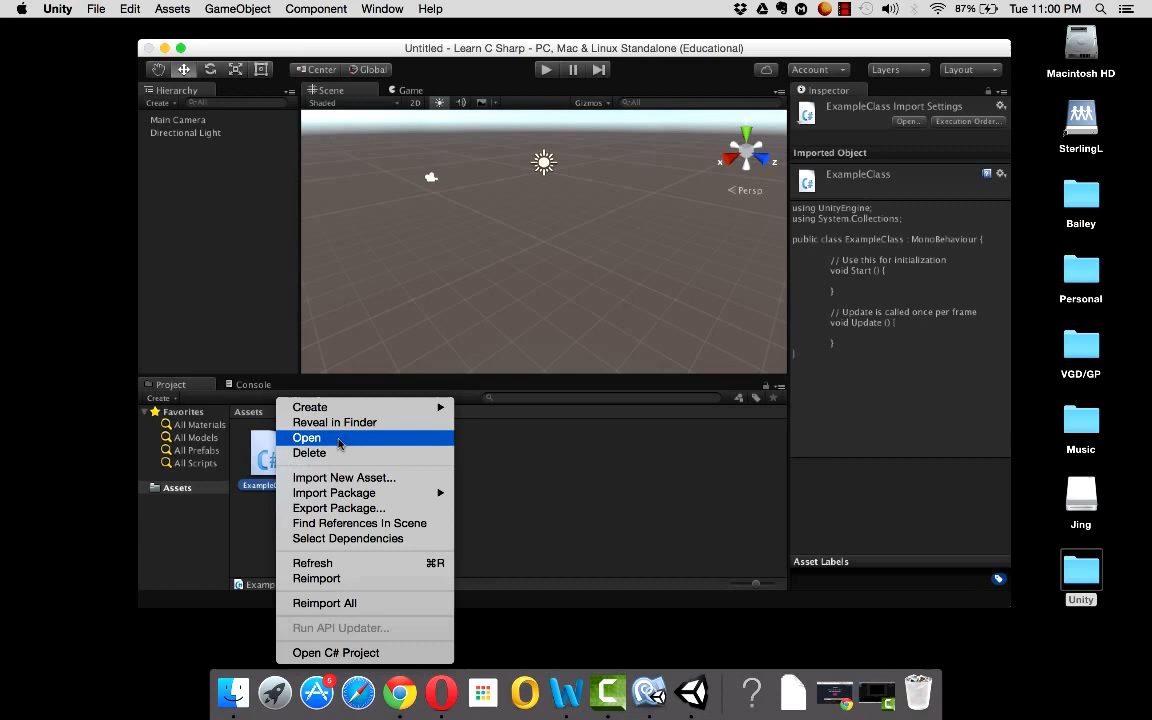 Unity File Edit Assets GameObject Component Window Help
87% Tue 11:00 PM
Untitled - Learn C Sharp - PC, Mac & Linux Standalone (Educational)
Center Global
Account Layers Layout
Hierarchy
Create All
Main Camera
Directional Light
Scene Game
Shaded 2D Gizmos All
x z
Persp
Inspector
ExampleClass Import Settings
Open.. Execution Order...
Imported Object
ExampleClass
using UnityEngine;
using System.Collections;
public class ExampleClass : MonoBehaviour {
// Use this for initialization
void Start () {
}
// Update is called once per frame
void Update () {
}
}
Asset Labels
Project Console
Create
Favorites
All Materials
All Models
All Prefabs
All Scripts
Assets
Assets
C#
Create
Reveal in Finder
Open
Delete
Import New Asset...
Import Package
Export Package...
Find References In Scene
Select Dependencies
Refresh ⌘R
Reimport
Reimport All
Run API Updater...
Open C# Project
Macintosh HD
SterlingL
Bailey
Personal
VGD/GP
Music
Jing
Unity
5